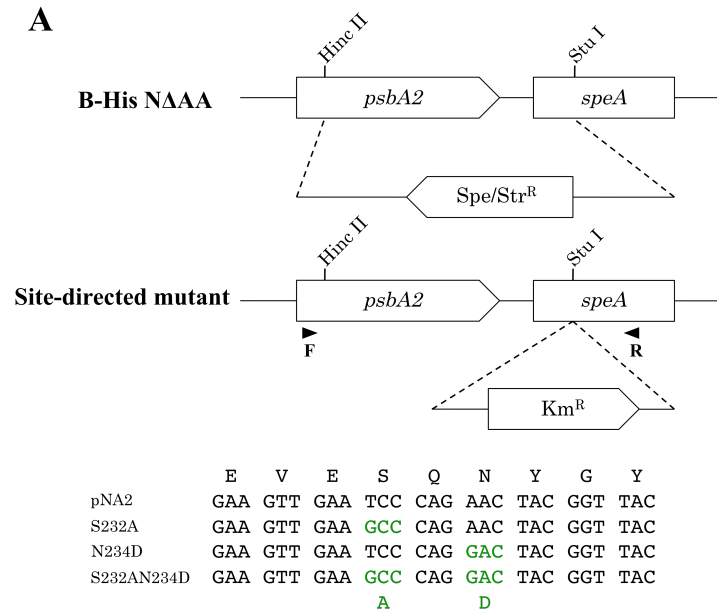 A
Hinc II
Stu I
B-His NΔAA
psbA2
speA
Spe/Str^R
Hinc II
Stu I
Site-directed mutant
psbA2
speA
F
R
Km^R
E V E S Q N Y G Y
pNA2 GAA GTT GAA TCC CAG AAC TAC GGT TAC
S232A GAA GTT GAA GCC CAG AAC TAC GGT TAC
N234D GAA GTT GAA TCC CAG GAC TAC GGT TAC
S232AN234D GAA GTT GAA GCC CAG GAC TAC GGT TAC
A D